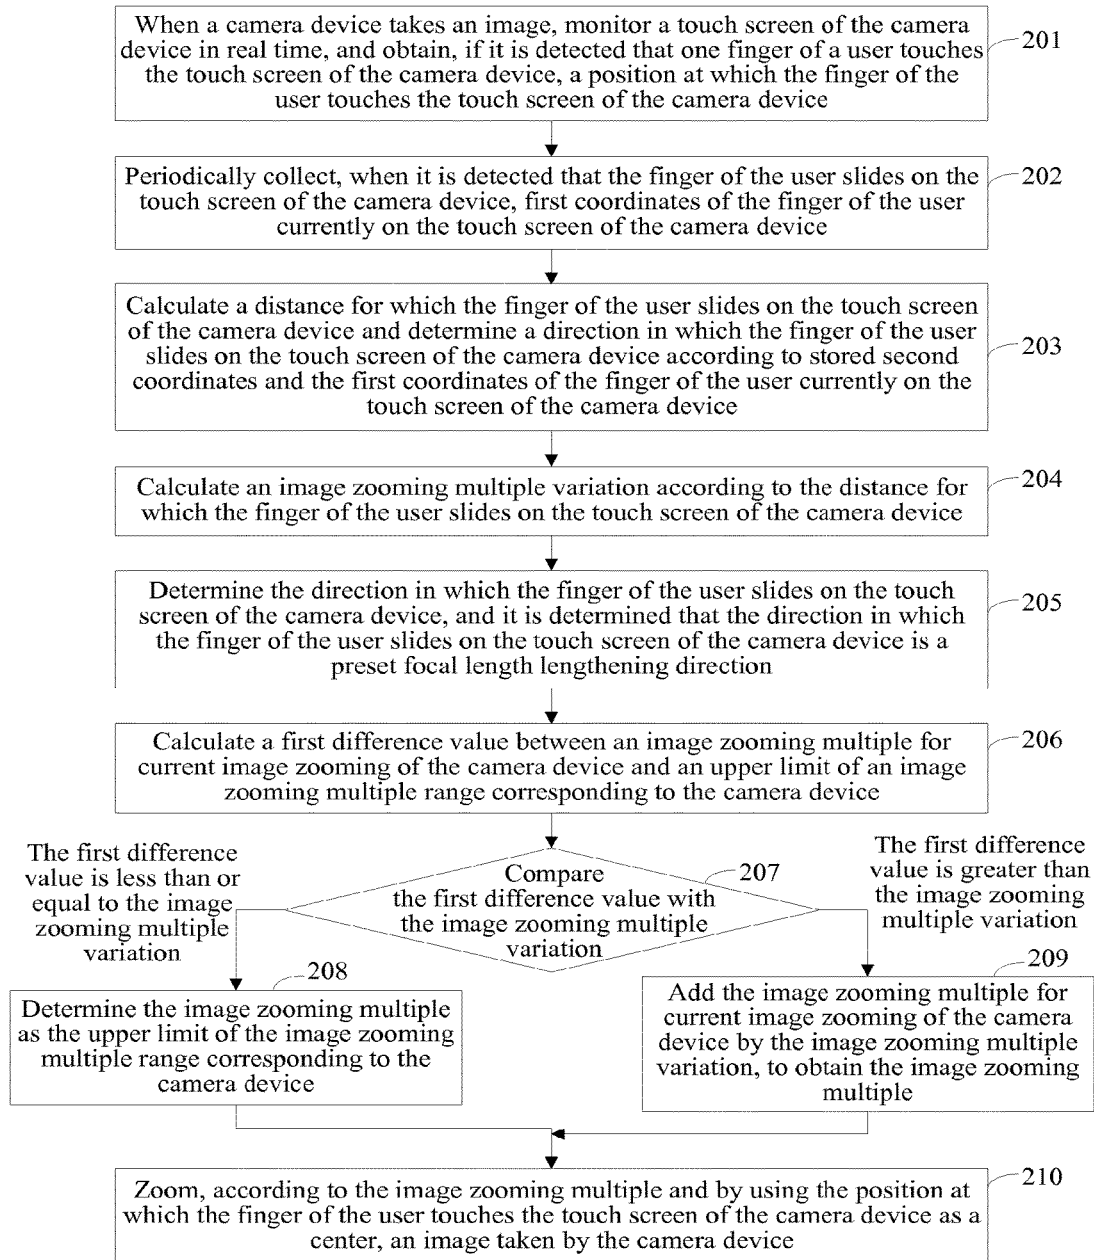 When a camera device takes an image, monitor a touch screen of the camera
device in real time, and obtain, if it is detected that one finger of a user touches
the touch screen of the camera device, a position at which the finger of the
user touches the touch screen of the camera device
201
Periodically collect, when it is detected that the finger of the user slides on the
touch screen of the camera device, first coordinates of the finger of the user
currently on the touch screen of the camera device
202
Calculate a distance for which the finger of the user slides on the touch screen
of the camera device and determine a direction in which the finger of the user
slides on the touch screen of the camera device according to stored second
coordinates and the first coordinates of the finger of the user currently on the
touch screen of the camera device
203
Calculate an image zooming multiple variation according to the distance for
which the finger of the user slides on the touch screen of the camera device
204
Determine the direction in which the finger of the user slides on the touch
screen of the camera device, and it is determined that the direction in which
the finger of the user slides on the touch screen of the camera device is a
preset focal length lengthening direction
205
Calculate a first difference value between an image zooming multiple for
current image zooming of the camera device and an upper limit of an image
zooming multiple range corresponding to the camera device
206
The first difference
value is less than or
equal to the image
zooming multiple
variation
Compare
the first difference value with
the image zooming multiple
variation
207
The first difference
value is greater than
the image zooming
multiple variation
208
Determine the image zooming multiple
as the upper limit of the image zooming
multiple range corresponding to the
camera device
209
Add the image zooming multiple for
current image zooming of the camera
device by the image zooming multiple
variation, to obtain the image zooming
multiple
Zoom, according to the image zooming multiple and by using the position at
which the finger of the user touches the touch screen of the camera device as a
center, an image taken by the camera device
210